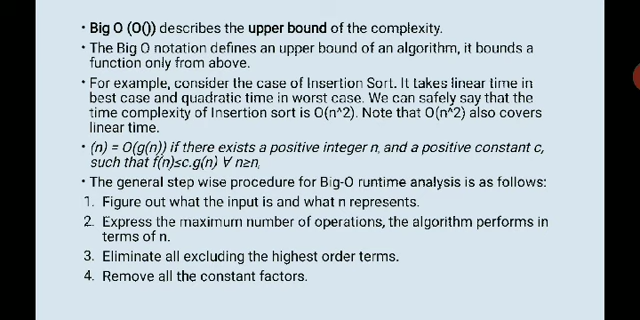 • Big O (O()) describes the upper bound of the complexity.
• The Big O notation defines an upper bound of an algorithm, it bounds a
function only from above.
• For example, consider the case of Insertion Sort. It takes linear time in
best case and quadratic time in worst case. We can safely say that the
time complexity of Insertion sort is O(n^2). Note that O(n^2) also covers
linear time.
• (n) = O(g(n)) if there exists a positive integer n, and a positive constant c,
such that f(n)≤c.g(n) ∀ n≥n,
• The general step wise procedure for Big-O runtime analysis is as follows:
1. Figure out what the input is and what n represents.
2. Express the maximum number of operations, the algorithm performs in
terms of n.
3. Eliminate all excluding the highest order terms.
4. Remove all the constant factors.